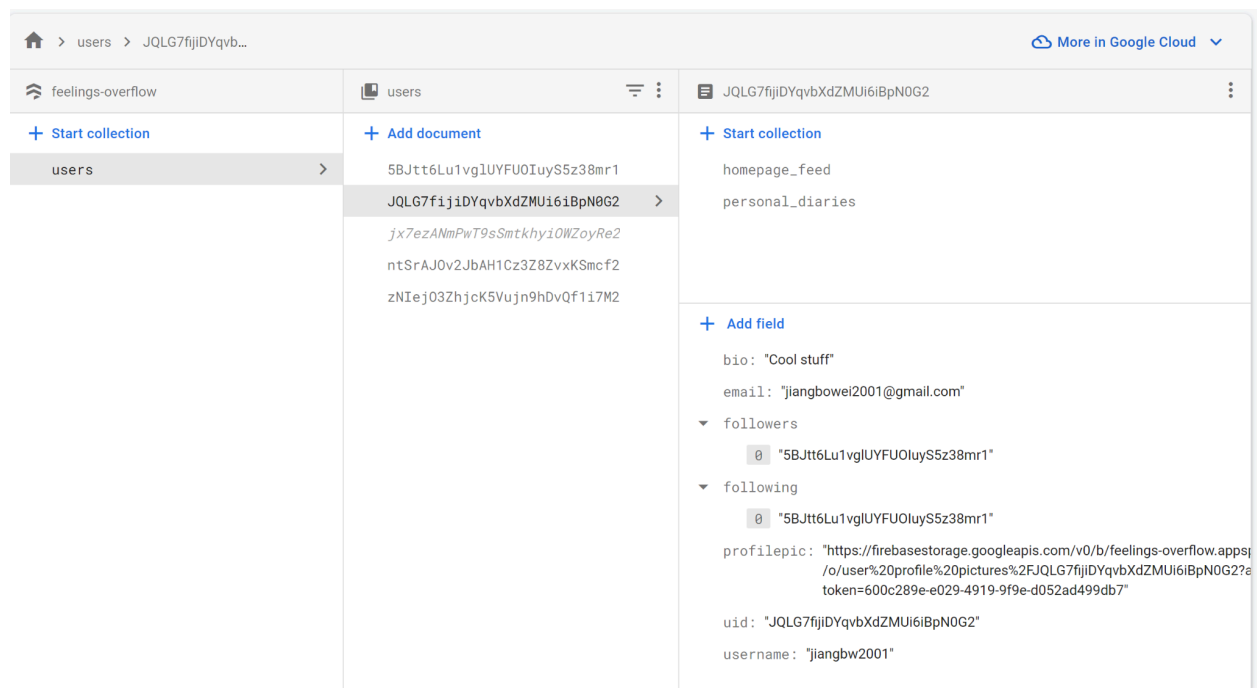 users > JQLG7fijiDYqvb…
More in Google Cloud
feelings-overflow
Start collection
users
users
Add document
5BJtt6Lu1vglUYFUOIuyS5z38mr1
JQLG7fijiDYqvbXdZMUi6iBpN0G2
jx7ezANmPwT9sSmtkhyiOWZoyRe2
ntSrAJOv2JbAH1Cz3Z8ZvxKSmcf2
zNIejO3ZhjcK5Vujn9hDvQf1i7M2
JQLG7fijiDYqvbXdZMUi6iBpN0G2
Start collection
homepage_feed
personal_diaries
Add field
bio: "Cool stuff"
email: "jiangbowei2001@gmail.com"
followers
0 "5BJtt6Lu1vglUYFUOIuyS5z38mr1"
following
0 "5BJtt6Lu1vglUYFUOIuyS5z38mr1"
profilepic: "https://firebasestorage.googleapis.com/v0/b/feelings-overflow.apps
/o/user%20profile%20pictures%2FJQLG7fijiDYqvbXdZMUi6iBpN0G2?a
token=600c289e-e029-4919-9f9e-d052ad499db7"
uid: "JQLG7fijiDYqvbXdZMUi6iBpN0G2"
username: "jiangbw2001"